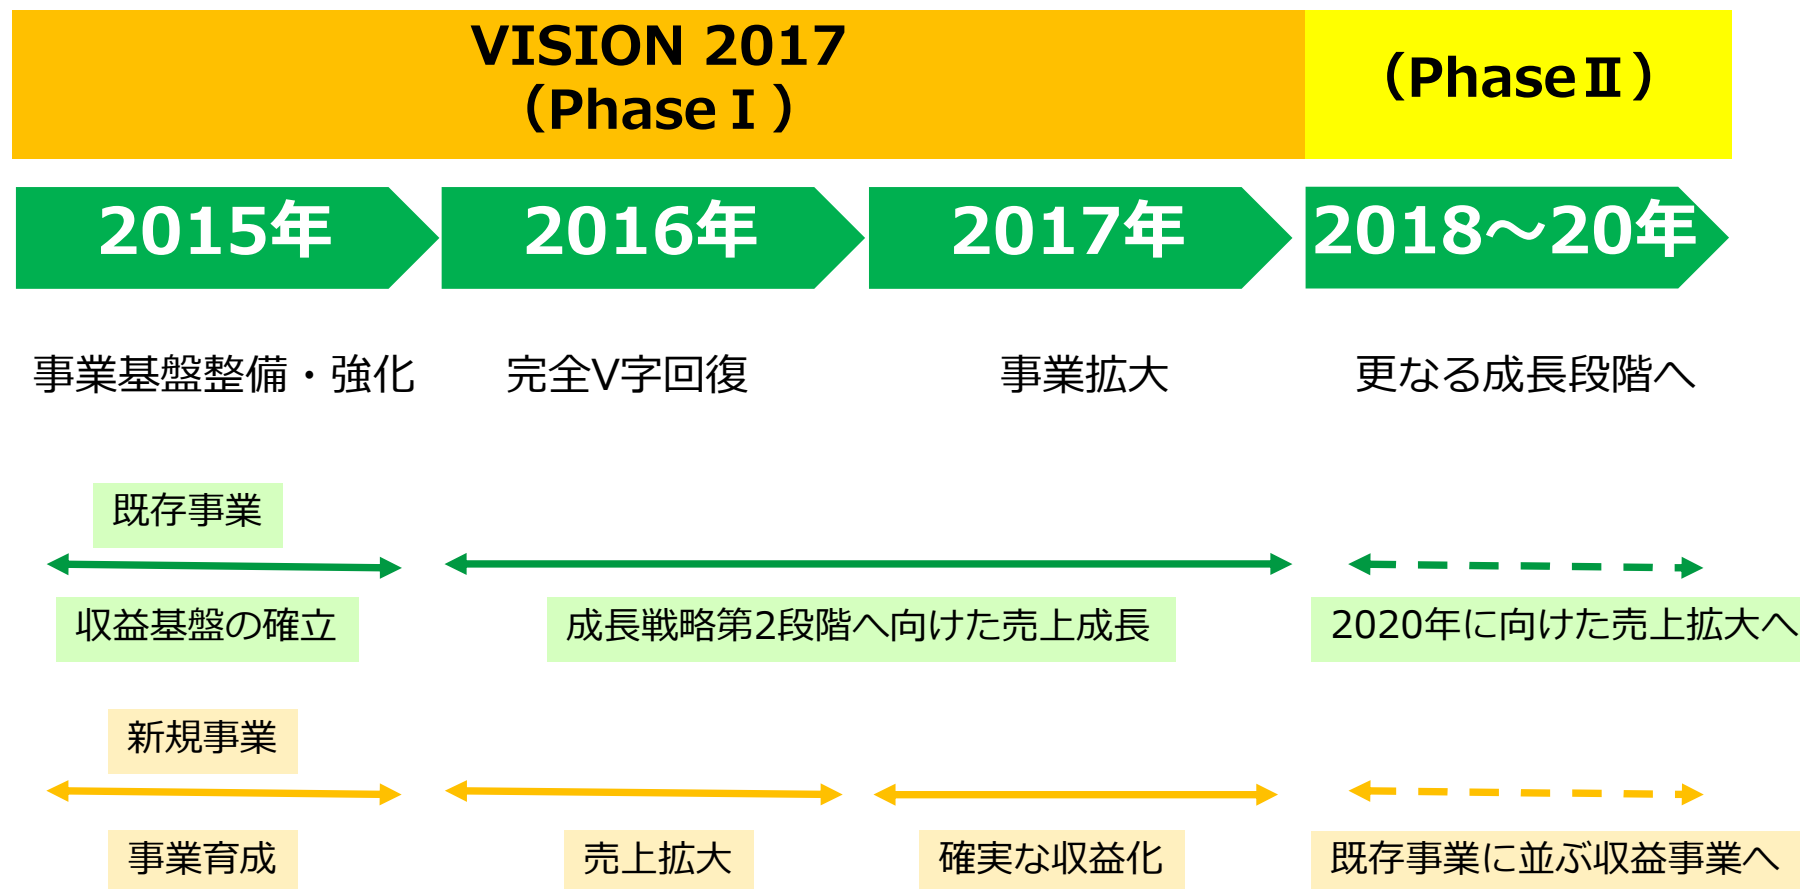 VISION 2017
（PhaseⅠ）
（PhaseⅡ）
2015年
2016年
2017年
2018～20年
事業基盤整備・強化
完全V字回復
事業拡大
更なる成長段階へ
既存事業
収益基盤の確立
成長戦略第2段階へ向けた売上成長
2020年に向けた売上拡大へ
新規事業
事業育成
売上拡大
確実な収益化
既存事業に並ぶ収益事業へ